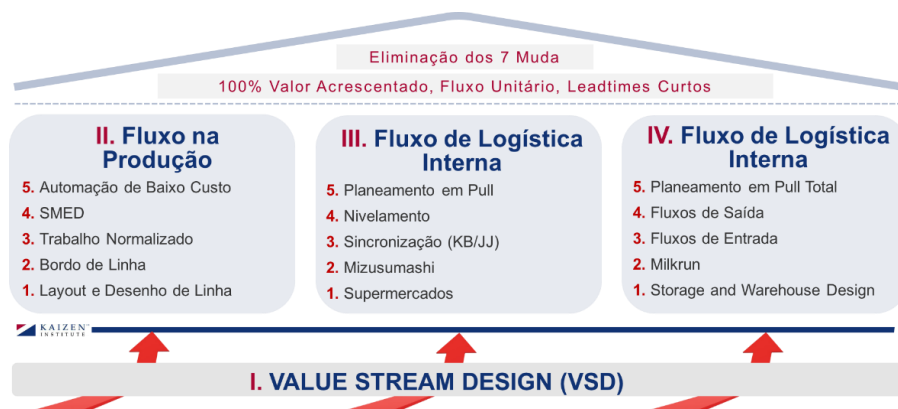 Eliminação dos 7 Muda
100% Valor Acrescentado, Fluxo Unitário, Leadtimes Curtos
II. Fluxo na
Produção
5. Automação de Baixo Custo
4. SMED
3. Trabalho Normalizado
2. Bordo de Linha
1. Layout e Desenho de Linha
III. Fluxo de Logística
Interna
5. Planeamento em Pull
4. Nivelamento
3. Sincronização (KB/JJ)
2. Mizusumashi
1. Supermercados
IV. Fluxo de Logística
Interna
5. Planeamento em Pull Total
4. Fluxos de Saída
3. Fluxos de Entrada
2. Milkrun
1. Storage and Warehouse Design
KAIZEN™
INSTITUTE
I. VALUE STREAM DESIGN (VSD)